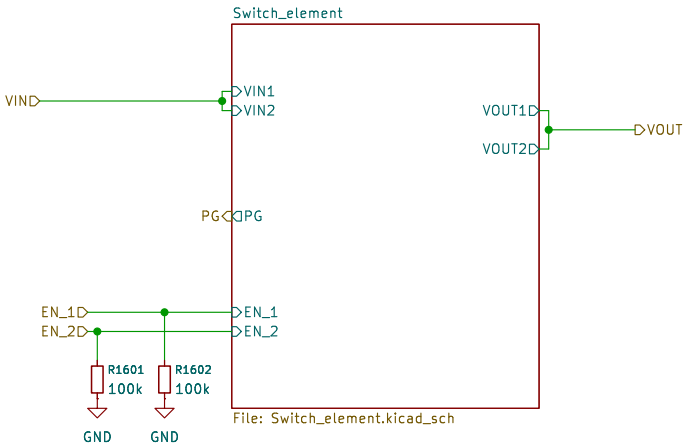 Switch_element
VIN
VIN1
VIN2
VOUT1
VOUT
VOUT2
PG
PG
EN_1
EN_1
EN_2
EN_2
R1601
100k
R1602
100k
GND
GND
File: Switch_element.kicad_sch